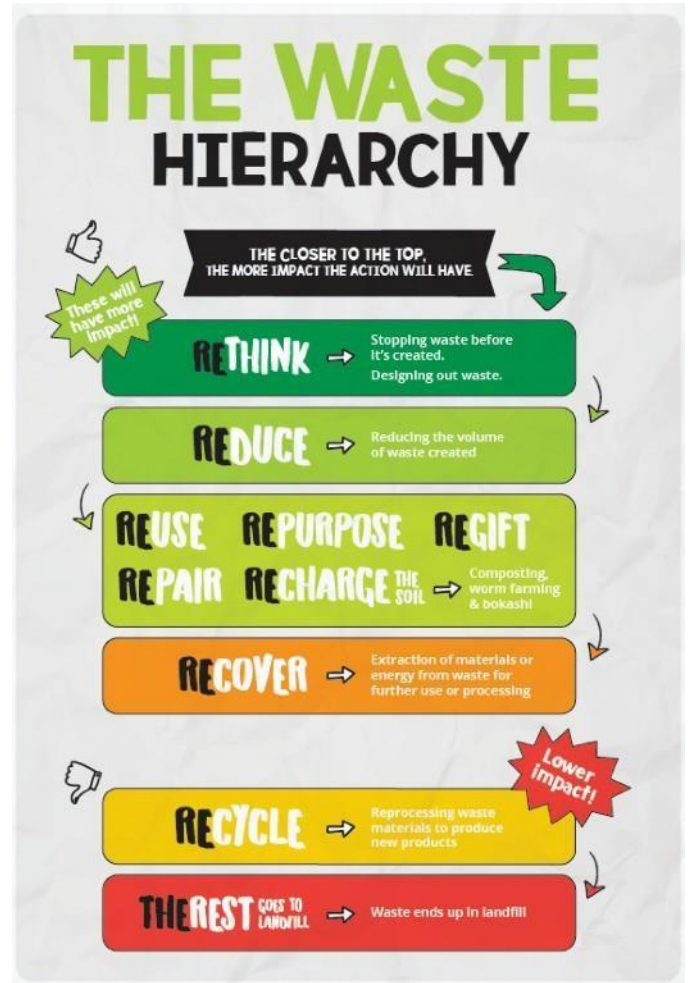 THE WASTE
HIERARCHY
THE CLOSER TO THE TOP,
THE MORE IMPACT THE ACTION WILL HAVE
These will
have more
impact!
RETHINK
Stopping waste before
it's created.
Designing out waste.
REDUCE
Reducing the volume
of waste created
REUSE REPURPOSE REGIFT
REPAIR RECHARGE THE SOIL
Composting,
worm farming
& bokashi
RECOVER
Extraction of materials or
energy from waste for
further use or processing
Lower
impact!
RECYCLE
Reprocessing waste
materials to produce
new products
THEREST GOES TO LANDFILL
Waste ends up in landfill